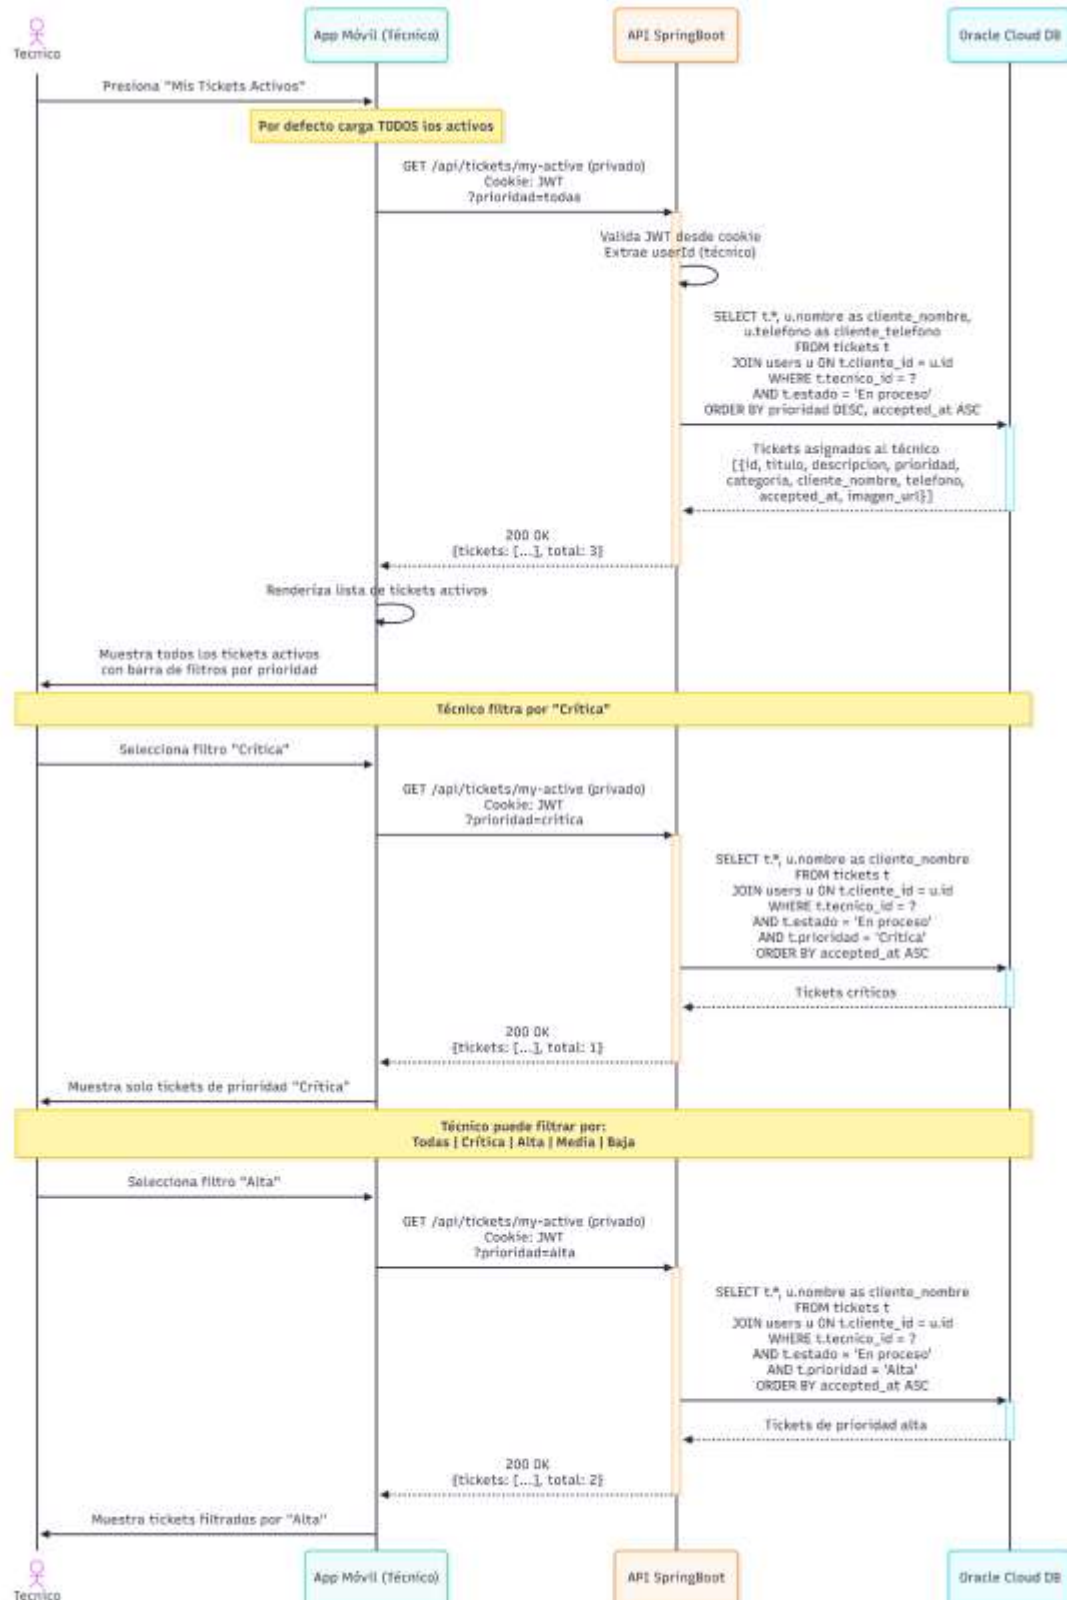 Tecnico
App Móvil (Técnico)
API SpringBoot
Oracle Cloud DB
Presiona "Mis Tickets Activos"
Por defecto carga TODOS los activos
GET /api/tickets/my-active (privado)
Cookie: JWT
?prioridad=todas
Valida JWT desde cookie
Extrae userId (técnico)
SELECT t.*, u.nombre as cliente_nombre,
u.telefono as cliente_telefono
FROM tickets t
JOIN users u ON t.cliente_id = u.id
WHERE t.tecnico_id = ?
AND t.estado = 'En proceso'
ORDER BY prioridad DESC, accepted_at ASC
Tickets asignados al técnico
[{id, titulo, descripcion, prioridad,
categoria, cliente_nombre, telefono,
accepted_at, imagen_url}]
200 OK
{tickets: [...], total: 3}
Renderiza lista de tickets activos
Muestra todos los tickets activos
con barra de filtros por prioridad
Técnico filtra por "Crítica"
Selecciona filtro "Crítica"
GET /api/tickets/my-active (privado)
Cookie: JWT
?prioridad=critica
SELECT t.*, u.nombre as cliente_nombre
FROM tickets t
JOIN users u ON t.cliente_id = u.id
WHERE t.tecnico_id = ?
AND t.estado = 'En proceso'
AND t.prioridad = 'Crítica'
ORDER BY accepted_at ASC
Tickets críticos
200 OK
{tickets: [...], total: 1}
Muestra solo tickets de prioridad "Crítica"
Técnico puede filtrar por:
Todas | Crítica | Alta | Media | Baja
Selecciona filtro "Alta"
GET /api/tickets/my-active (privado)
Cookie: JWT
?prioridad=alta
SELECT t.*, u.nombre as cliente_nombre
FROM tickets t
JOIN users u ON t.cliente_id = u.id
WHERE t.tecnico_id = ?
AND t.estado = 'En proceso'
AND t.prioridad = 'Alta'
ORDER BY accepted_at ASC
Tickets de prioridad alta
200 OK
{tickets: [...], total: 2}
Muestra tickets filtrados por "Alta"
Tecnico
App Móvil (Técnico)
API SpringBoot
Oracle Cloud DB